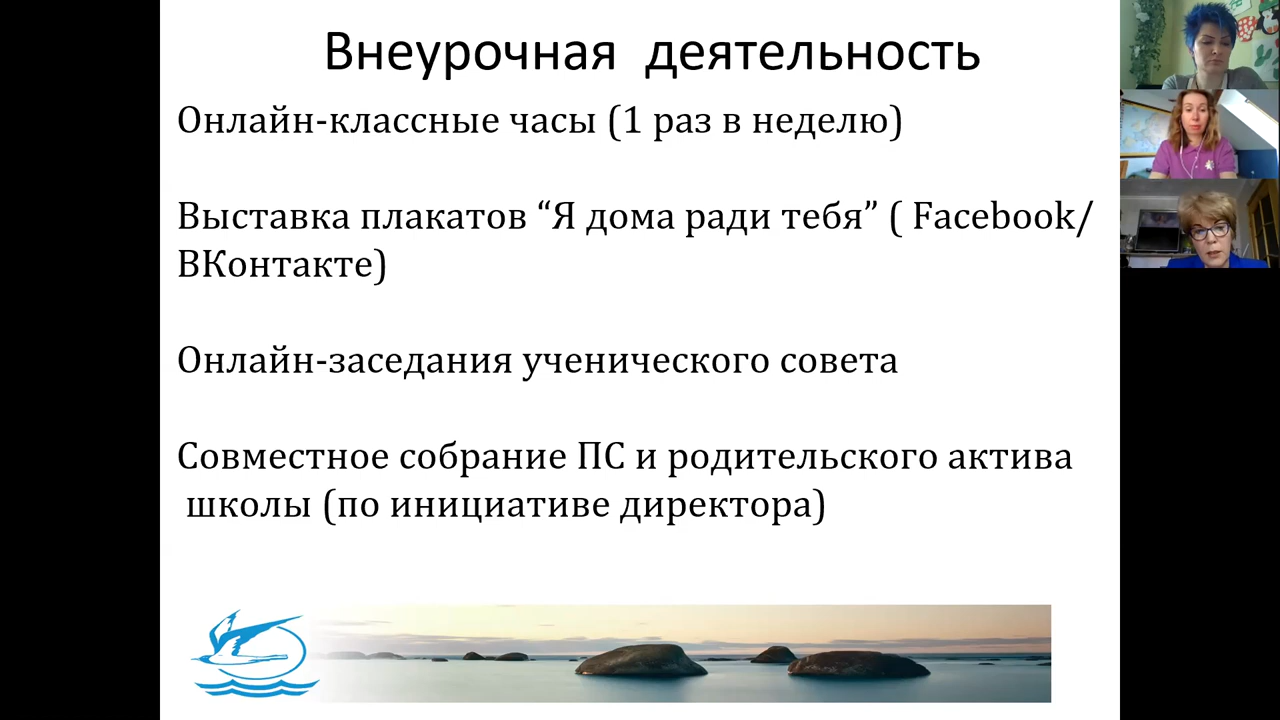 Внеурочная деятельность
Онлайн-классные часы (1 раз в неделю)
Выставка плакатов “Я дома ради тебя” ( Facebook/
ВКонтакте)
Онлайн-заседания ученического совета
Совместное собрание ПС и родительского актива
школы (по инициативе директора)